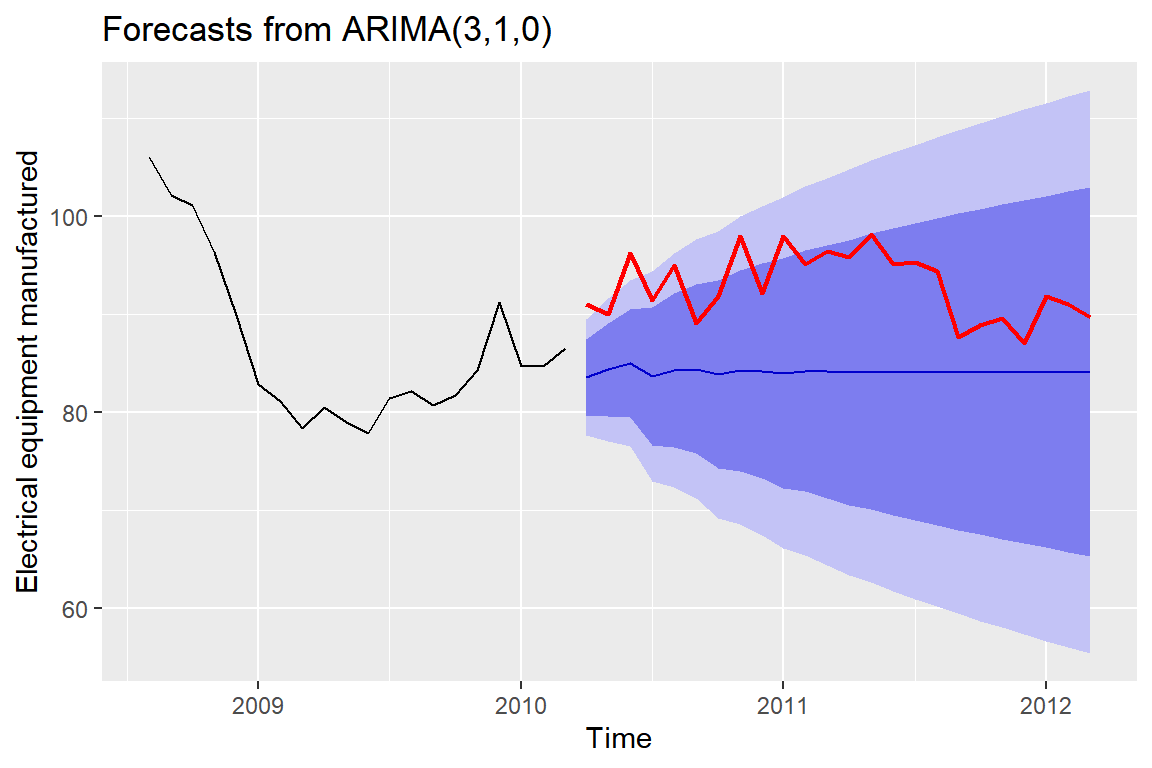 Forecasts from ARIMA(3,1,0)
Electrical equipment manufactured
100
80
60
2009
2010
2011
2012
Time